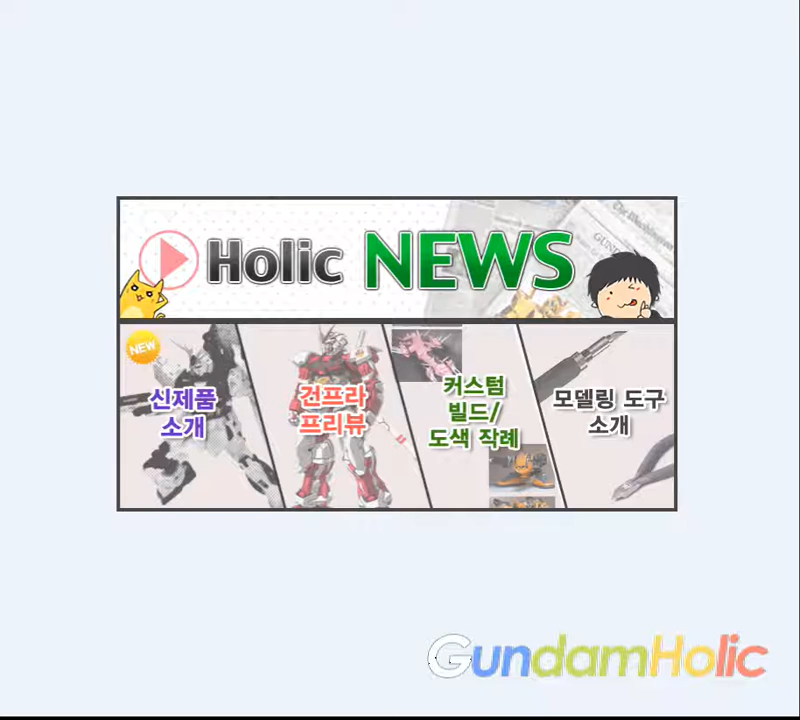 Holic NEWS
NEW
신제품
소개
건프라
프리뷰
커스텀
빌드/
도색 작례
모델링 도구
소개
GundamHolic